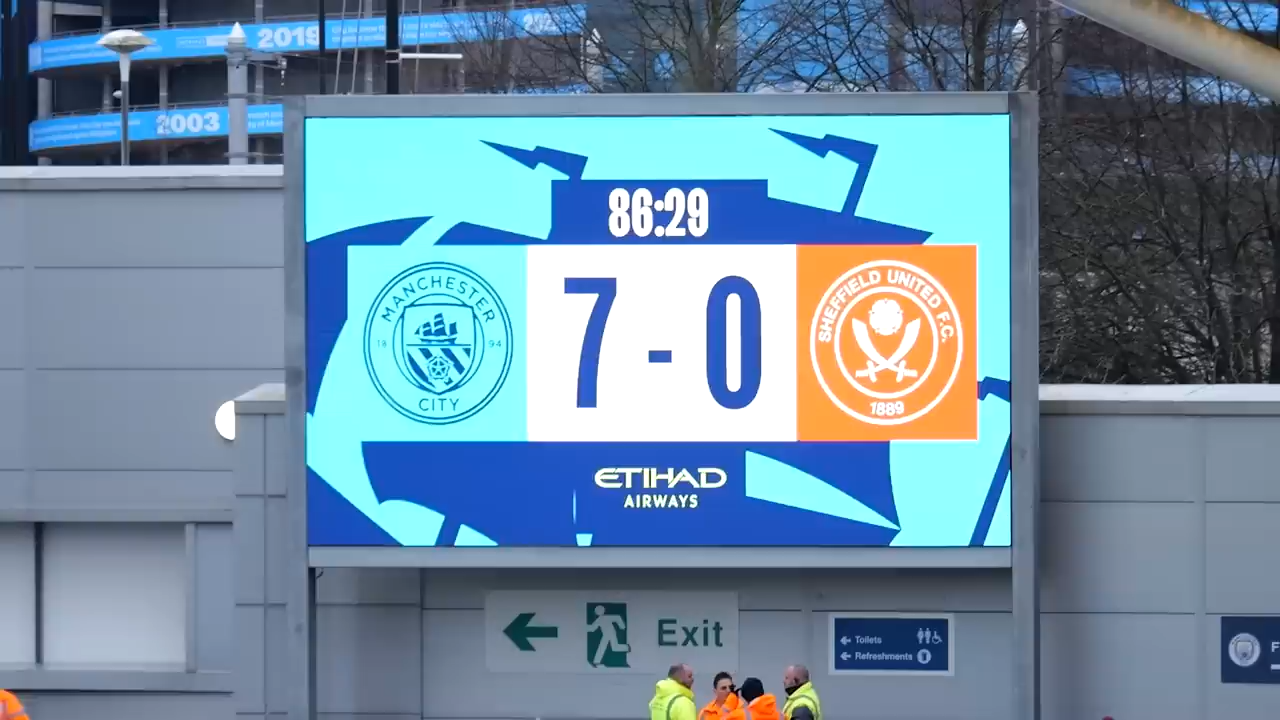 2019
2003
86:29
MANCHESTER
18 94
CITY
7 - 0
SHEFFIELD UNITED F.C.
1889
ETIHAD
AIRWAYS
Exit
Toilets
Refreshments
F